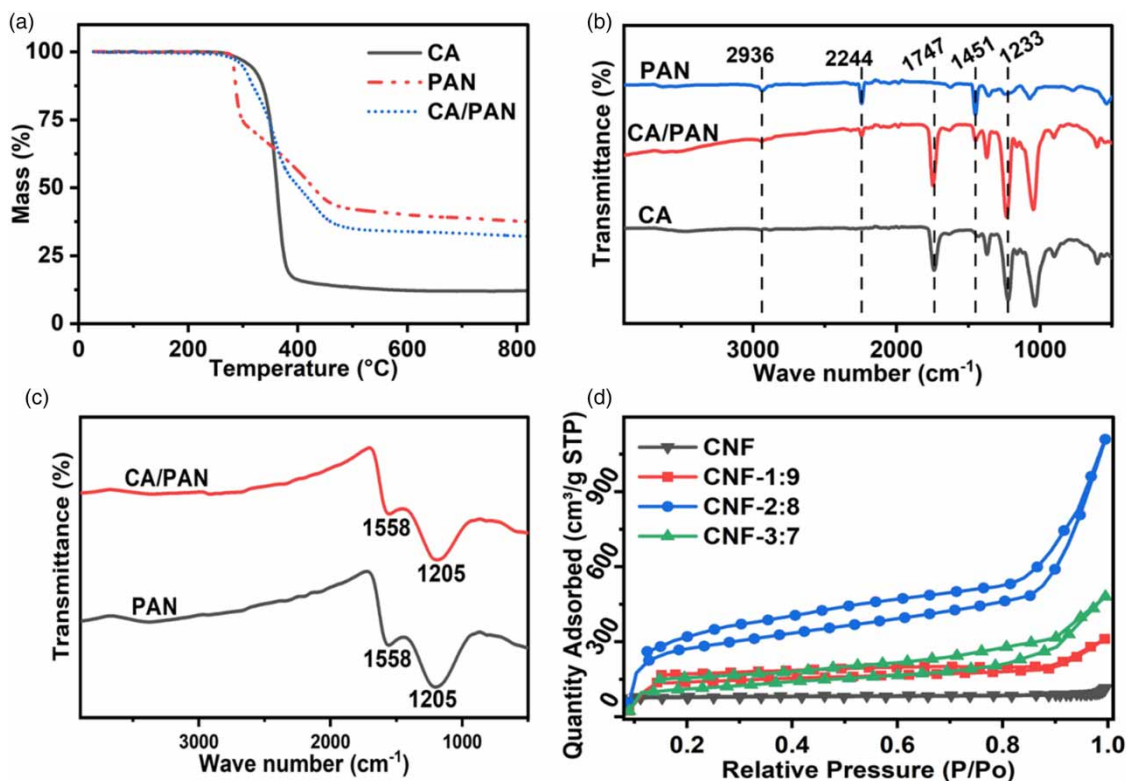 (a)
100
75
50
25
0
Mass (%)
0 200 400 600 800
Temperature (°C)
CA
PAN
CA/PAN
(b)
2936 2244 1747 1451 1233
PAN
CA/PAN
CA
Transmittance (%)
3000 2000 1000
Wave number (cm⁻¹)
(c)
CA/PAN
1558
1205
PAN
1558
1205
Transmittance (%)
3000 2000 1000
Wave number (cm⁻¹)
(d)
CNF
CNF-1:9
CNF-2:8
CNF-3:7
Quantity Adsorbed (cm³/g STP)
900
600
300
0
0.2 0.4 0.6 0.8 1.0
Relative Pressure (P/Po)